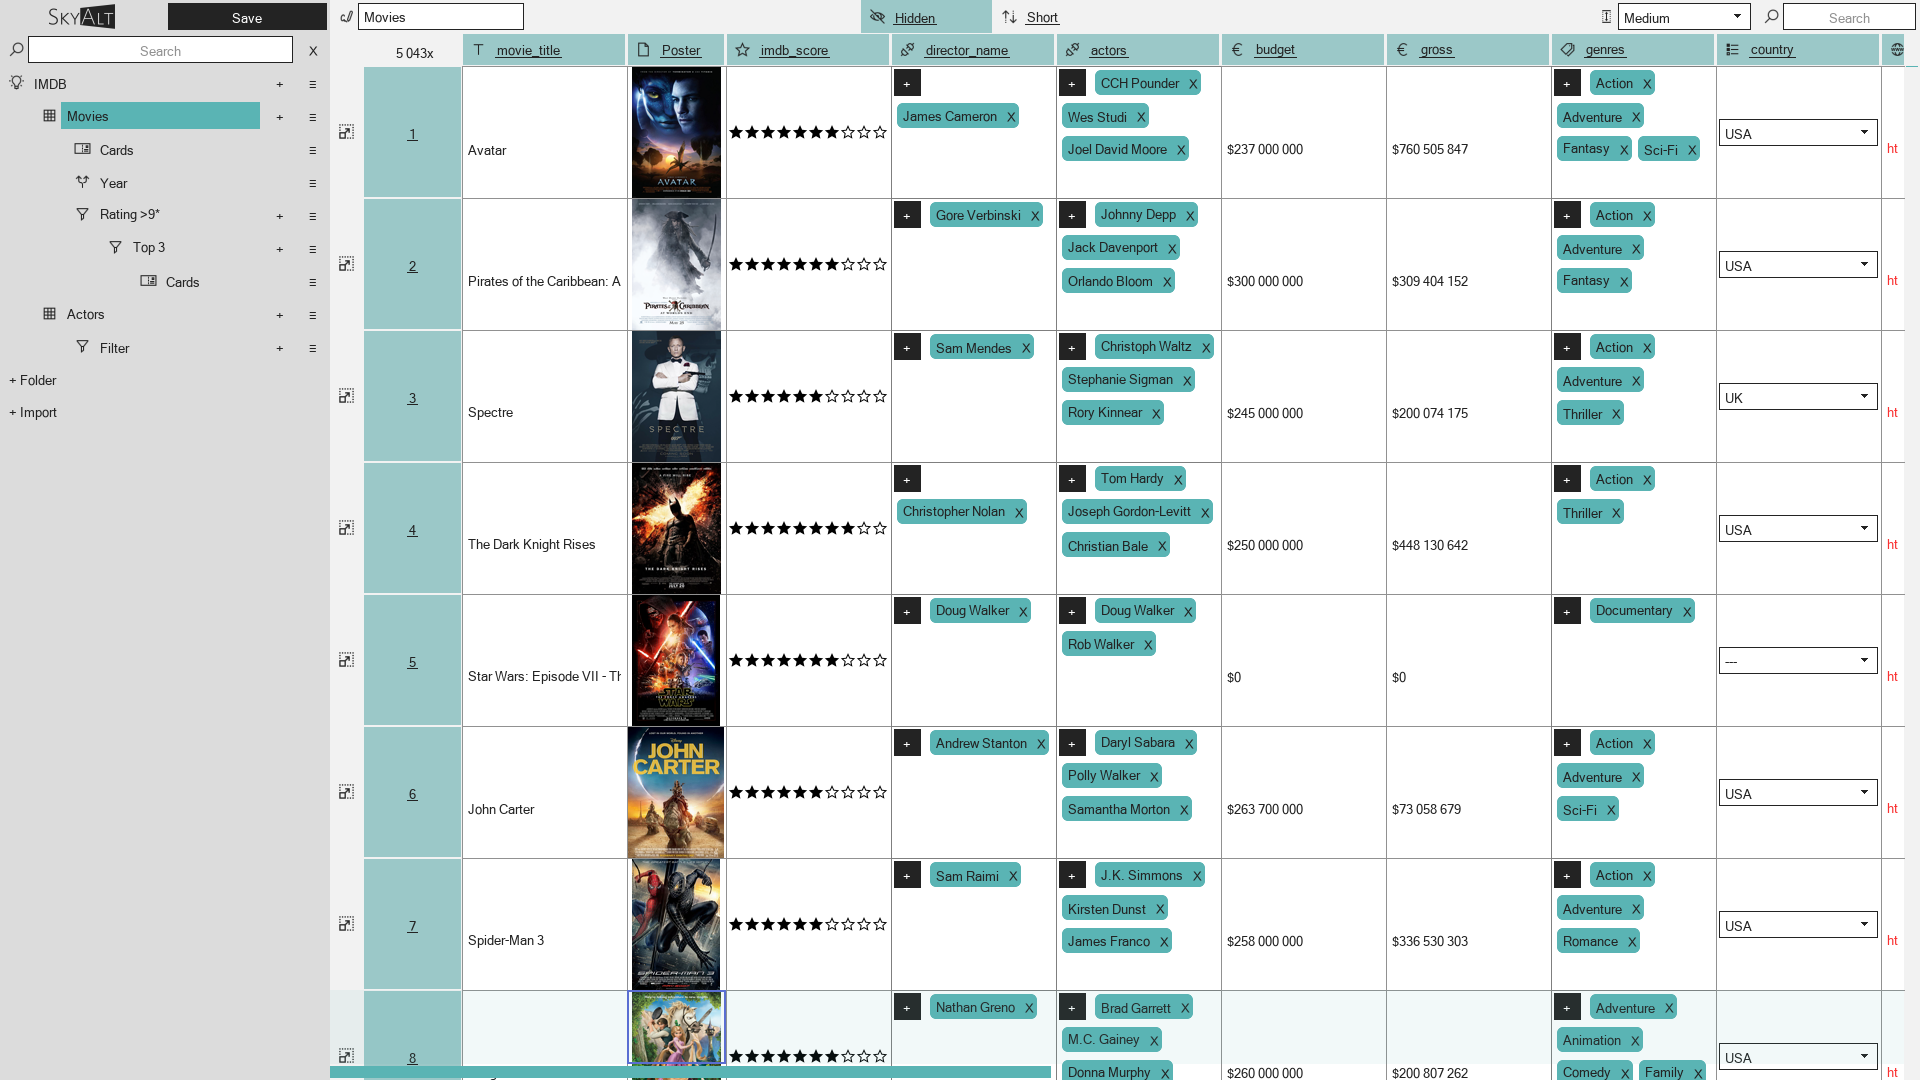 SKYALT
Save
Movies
Hidden
Short
Medium
Search
Search
X
IMDB + ≡
Movies + ≡
Cards ≡
Year ≡
Rating >9* + ≡
Top 3 + ≡
Cards ≡
Actors + ≡
Filter + ≡
+ Folder
+ Import
5 043x
movie_title
Poster
imdb_score
director_name
actors
budget
gross
genres
country
1
Avatar
AVATAR
+
James Cameron X
+ CCH Pounder X
Wes Studi X
Joel David Moore X
$237 000 000
$760 505 847
+ Action X
Adventure X
Fantasy X Sci-Fi X
USA
ht
2
Pirates of the Caribbean: A
PIRATES of the CARIBBEAN
+ Gore Verbinski X
+ Johnny Depp X
Jack Davenport X
Orlando Bloom X
$300 000 000
$309 404 152
+ Action X
Adventure X
Fantasy X
USA
ht
3
Spectre
SPECTRE
+ Sam Mendes X
+ Christoph Waltz X
Stephanie Sigman X
Rory Kinnear X
$245 000 000
$200 074 175
+ Action X
Adventure X
Thriller X
UK
ht
4
The Dark Knight Rises
THE DARK KNIGHT RISES
+
Christopher Nolan X
+ Tom Hardy X
Joseph Gordon-Levitt X
Christian Bale X
$250 000 000
$448 130 642
+ Action X
Thriller X
USA
ht
5
Star Wars: Episode VII - Th
STAR WARS
+ Doug Walker X
+ Doug Walker X
Rob Walker X
$0
$0
+ Documentary X
---
ht
6
John Carter
JOHN CARTER
+ Andrew Stanton X
+ Daryl Sabara X
Polly Walker X
Samantha Morton X
$263 700 000
$73 058 679
+ Action X
Adventure X
Sci-Fi X
USA
ht
7
Spider-Man 3
SPIDER-MAN 3
+ Sam Raimi X
+ J.K. Simmons X
Kirsten Dunst X
James Franco X
$258 000 000
$336 530 303
+ Action X
Adventure X
Romance X
USA
ht
8
+ Nathan Greno X
+ Brad Garrett X
M.C. Gainey X
Donna Murphy X
$260 000 000
$200 807 262
+ Adventure X
Animation X
Comedy X Family X
USA
ht